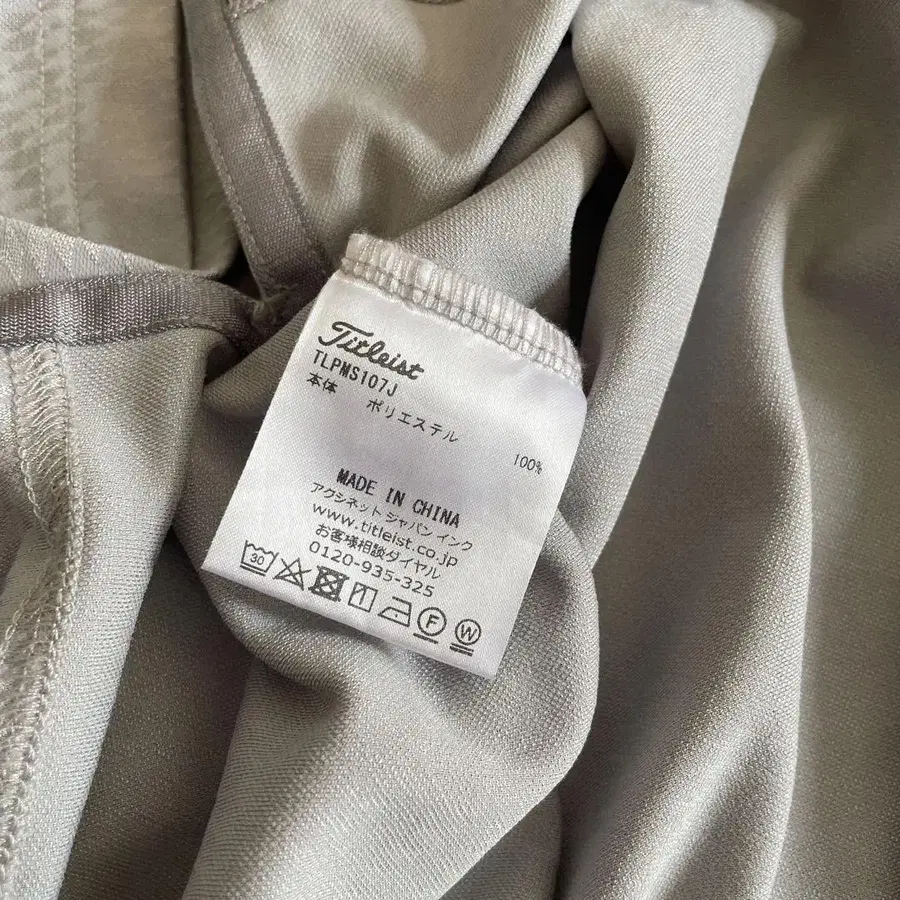 Titleist
TLPMS107J
本体 ポリエステル
100%
MADE IN CHINA
アクシネット ジャパン インク
www.titleist.co.jp
お客様相談ダイヤル
0120-935-325
30 F W